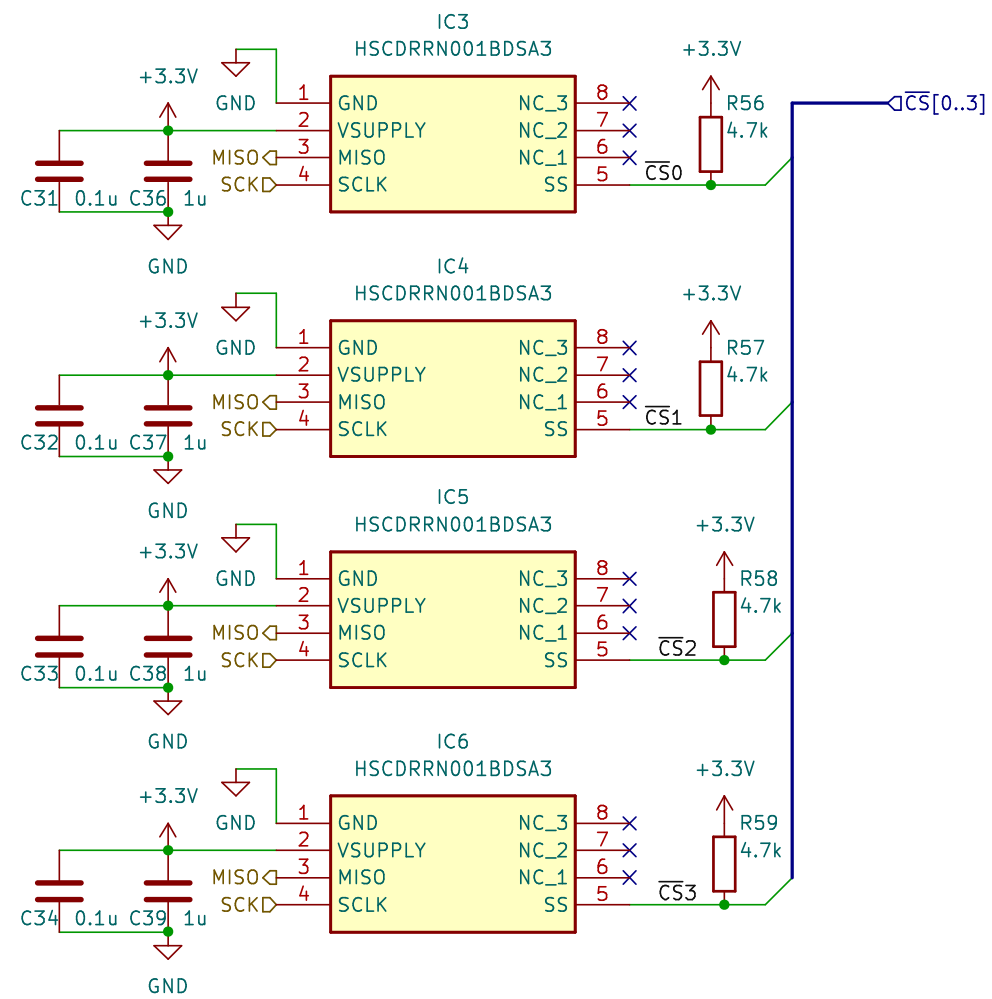 IC3
HSCDRRN001BDSA3
+3.3V
GND
1 GND
2 VSUPPLY
3 MISO
4 SCLK
MISO
SCK
NC_3 8
NC_2 7
NC_1 6
SS 5
C̅S̅0
+3.3V
R56
4.7k
C̅S̅[0..3]
C31 0.1u C36 1u
GND
IC4
HSCDRRN001BDSA3
+3.3V
GND
1 GND
2 VSUPPLY
3 MISO
4 SCLK
MISO
SCK
NC_3 8
NC_2 7
NC_1 6
SS 5
C̅S̅1
+3.3V
R57
4.7k
C32 0.1u C37 1u
GND
IC5
HSCDRRN001BDSA3
+3.3V
GND
1 GND
2 VSUPPLY
3 MISO
4 SCLK
MISO
SCK
NC_3 8
NC_2 7
NC_1 6
SS 5
C̅S̅2
+3.3V
R58
4.7k
C33 0.1u C38 1u
GND
IC6
HSCDRRN001BDSA3
+3.3V
GND
1 GND
2 VSUPPLY
3 MISO
4 SCLK
MISO
SCK
NC_3 8
NC_2 7
NC_1 6
SS 5
C̅S̅3
+3.3V
R59
4.7k
C34 0.1u C39 1u
GND